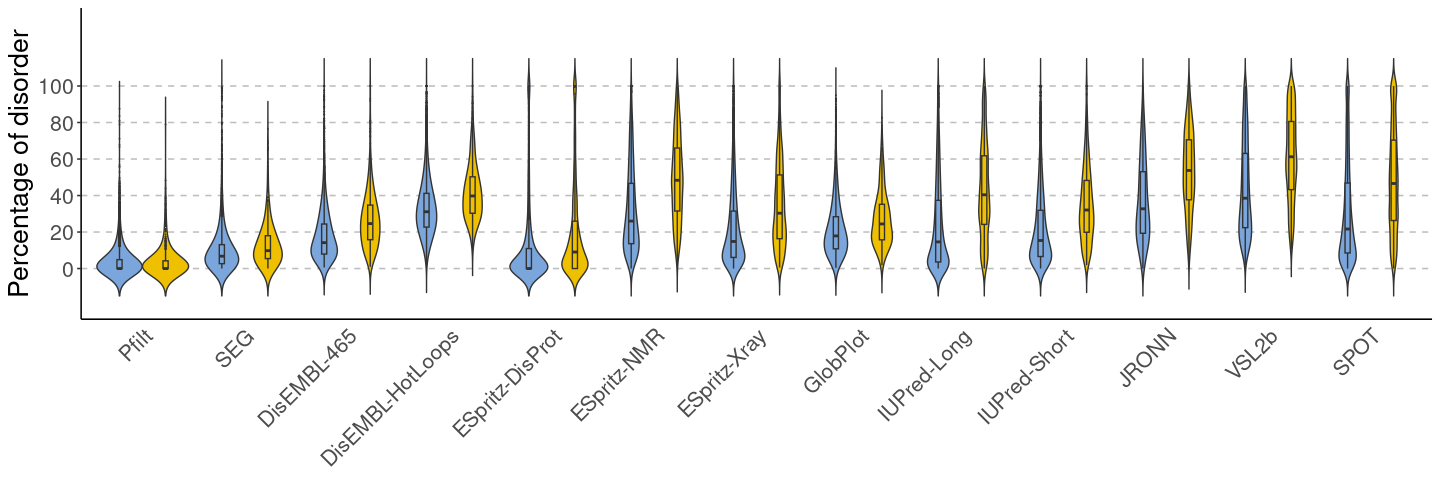 Percentage of disorder
100
80
60
40
20
0
Pfilt
SEG
DisEMBL-465
DisEMBL-HotLoops
ESpritz-DisProt
ESpritz-NMR
ESpritz-Xray
GlobPlot
IUPred-Long
IUPred-Short
JRONN
VSL2b
SPOT